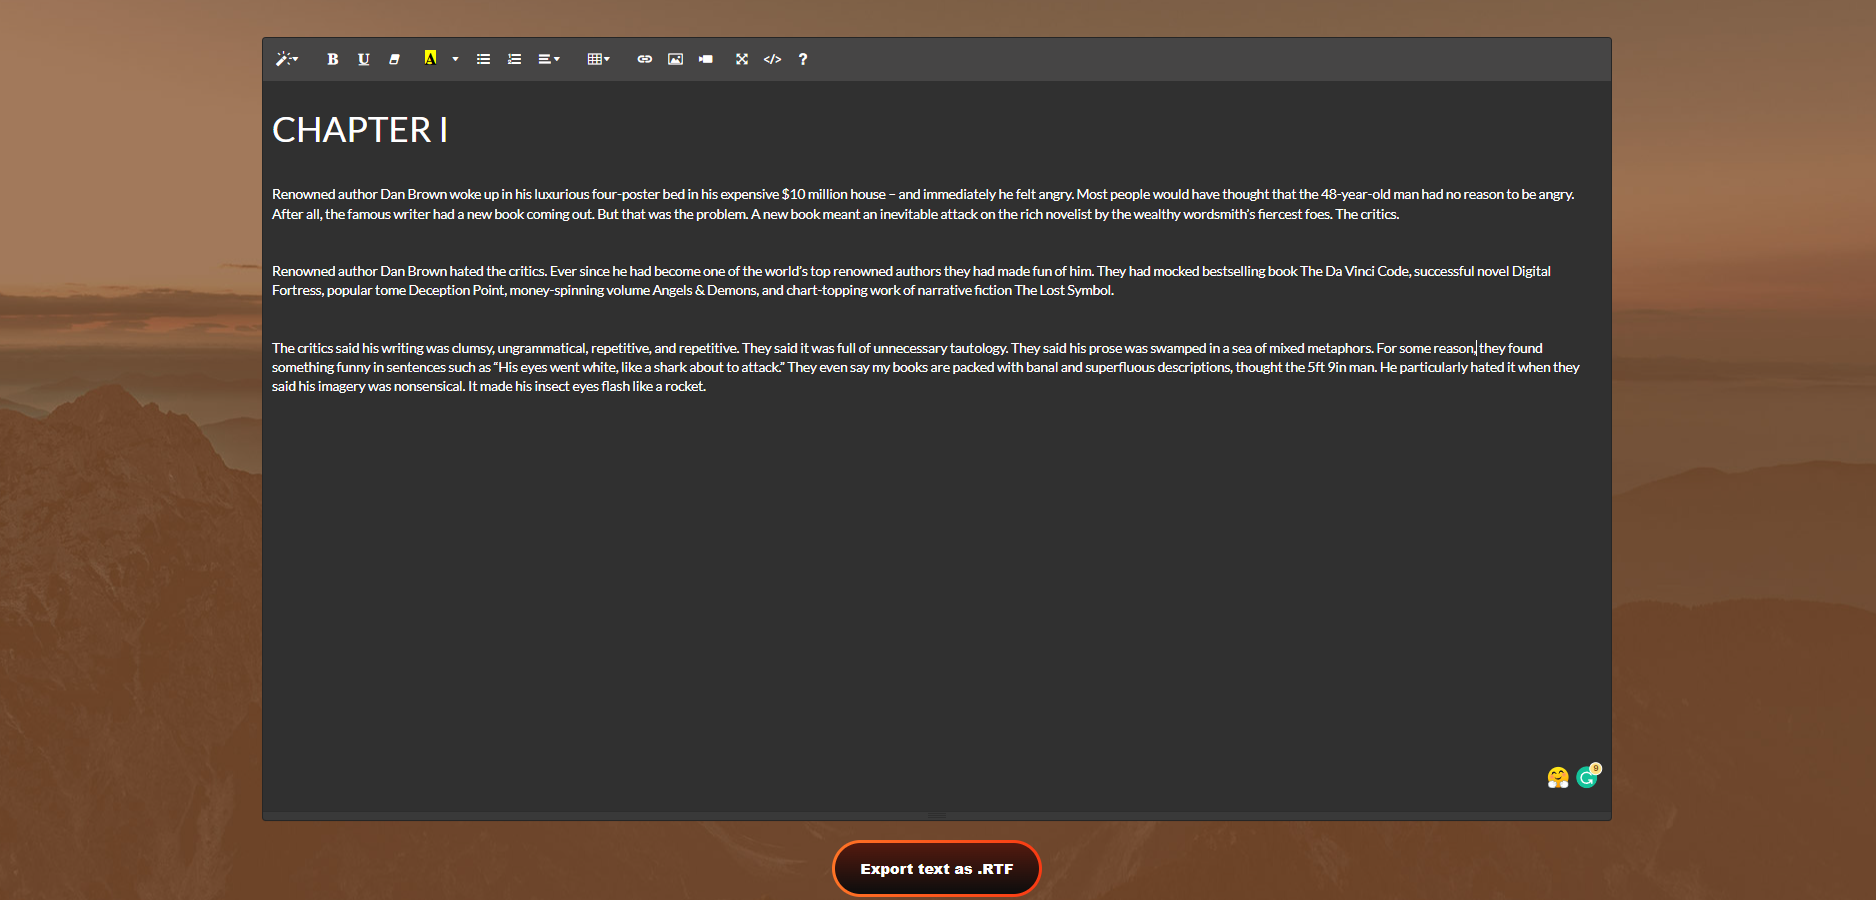 B U A </> ?
CHAPTER I
Renowned author Dan Brown woke up in his luxurious four-poster bed in his expensive $10 million house – and immediately he felt angry. Most people would have thought that the 48-year-old man had no reason to be angry.
After all, the famous writer had a new book coming out. But that was the problem. A new book meant an inevitable attack on the rich novelist by the wealthy wordsmith's fiercest foes. The critics.
Renowned author Dan Brown hated the critics. Ever since he had become one of the world's top renowned authors they had made fun of him. They had mocked bestselling book The Da Vinci Code, successful novel Digital
Fortress, popular tome Deception Point, money-spinning volume Angels & Demons, and chart-topping work of narrative fiction The Lost Symbol.
The critics said his writing was clumsy, ungrammatical, repetitive, and repetitive. They said it was full of unnecessary tautology. They said his prose was swamped in a sea of mixed metaphors. For some reason, they found
something funny in sentences such as “His eyes went white, like a shark about to attack.” They even say my books are packed with banal and superfluous descriptions, thought the 5ft 9in man. He particularly hated it when they
said his imagery was nonsensical. It made his insect eyes flash like a rocket.
9
Export text as .RTF